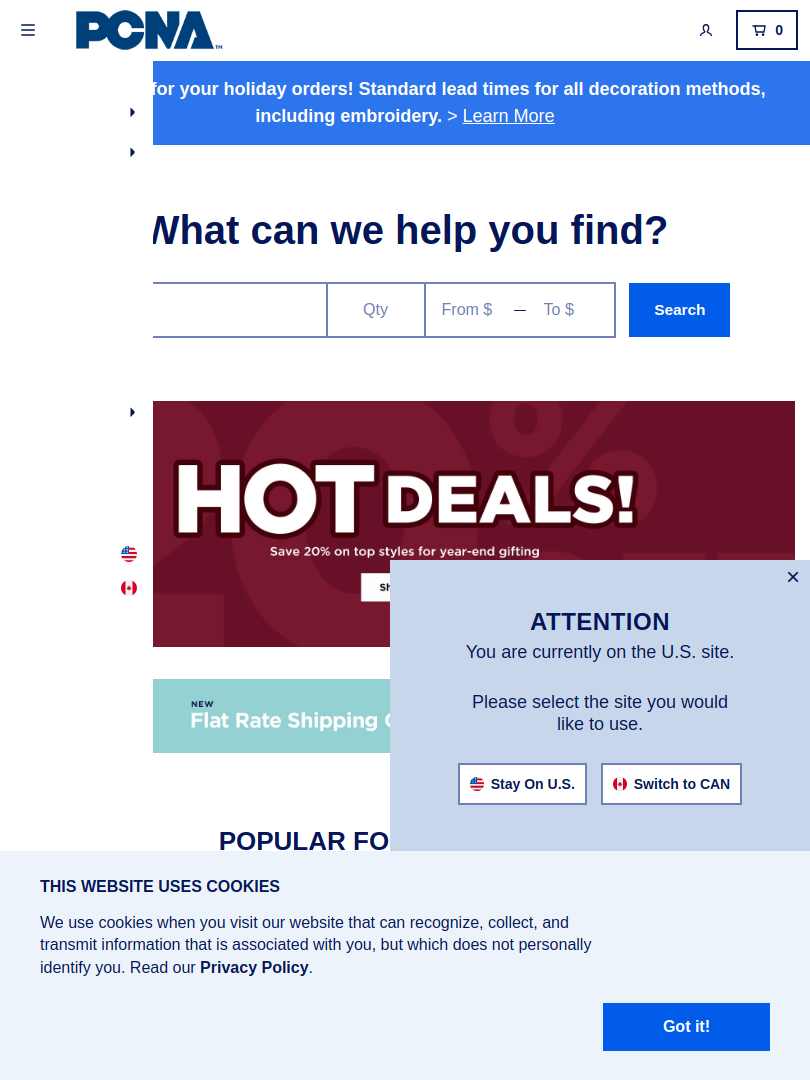 PCNA™
0
for your holiday orders! Standard lead times for all decoration methods,
including embroidery. > Learn More
What can we help you find?
Qty
From $ — To $
Search
HOT DEALS!
Save 20% on top styles for year-end gifting
NEW
Flat Rate Shipping
×
ATTENTION
You are currently on the U.S. site.
Please select the site you would
like to use.
Stay On U.S.
Switch to CAN
POPULAR FO
THIS WEBSITE USES COOKIES
We use cookies when you visit our website that can recognize, collect, and
transmit information that is associated with you, but which does not personally
identify you. Read our Privacy Policy.
Got it!